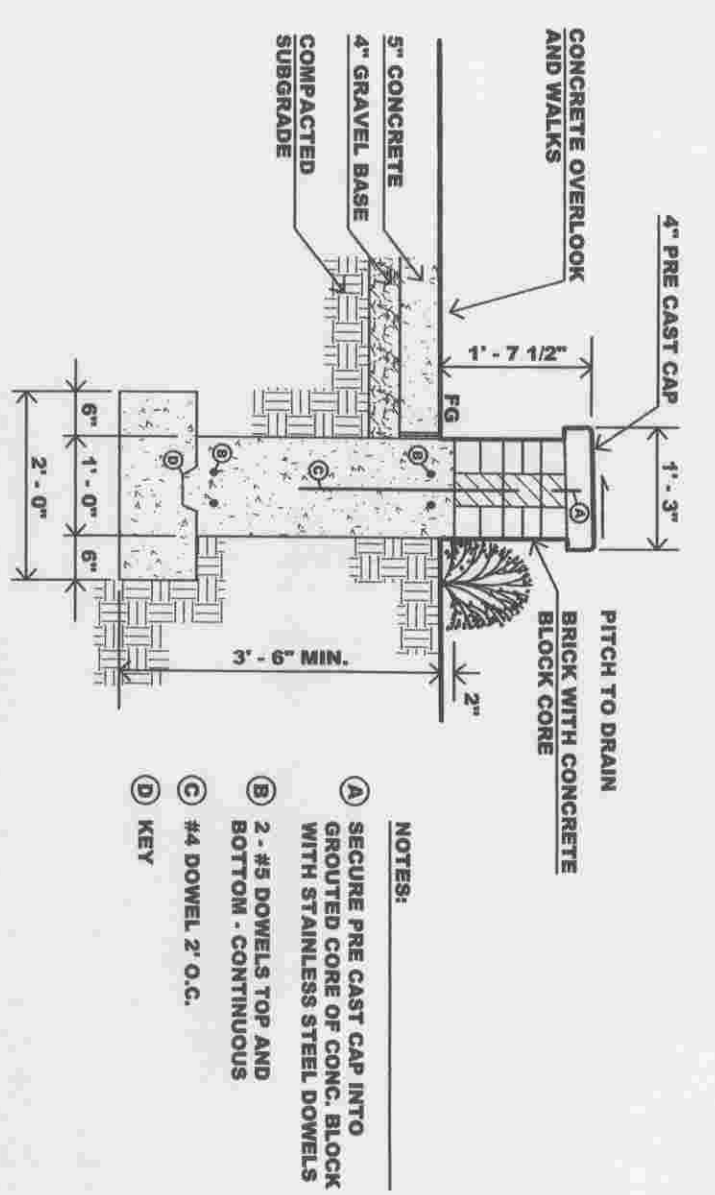 CONCRETE OVERLOOK
AND WALKS
5" CONCRETE
4" GRAVEL BASE
COMPACTED
SUBGRADE
4" PRE CAST CAP
1' - 7 1/2"
1' - 3"
FG
A
B
C
B
D
6"
1' - 0"
6"
2' - 0"
PITCH TO DRAIN
BRICK WITH CONCRETE
BLOCK CORE
2"
3' - 6" MIN.
NOTES:
A SECURE PRE CAST CAP INTO
GROUTED CORE OF CONC. BLOCK
WITH STAINLESS STEEL DOWELS
B 2 - #5 DOWELS TOP AND
BOTTOM - CONTINUOUS
C #4 DOWEL 2' O.C.
D KEY